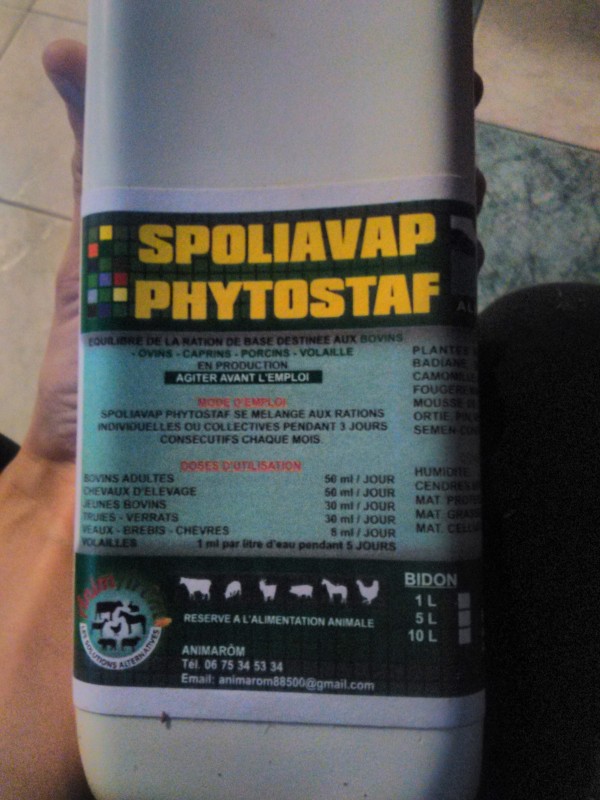 SPOLIAVAP
PHYTOSTAF
EQUILIBRE DE LA RATION DE BASE DESTINEE AUX BOVINS
- OVINS - CAPRINS - PORCINS - VOLAILLE
EN PRODUCTION
AGITER AVANT L'EMPLOI
MODE D'EMPLOI
SPOLIAVAP PHYTOSTAF SE MELANGE AUX RATIONS
INDIVIDUELLES OU COLLECTIVES PENDANT 3 JOURS
CONSECUTIFS CHAQUE MOIS.
DOSES D'UTILISATION
BOVINS ADULTES 50 ml / JOUR
CHEVAUX D'ELEVAGE 50 ml / JOUR
JEUNES BOVINS 30 ml / JOUR
TRUIES - VERRATS 30 ml / JOUR
VEAUX - BREBIS - CHEVRES 5 ml / JOUR
VOLAILLES 1 ml par litre d'eau pendant 5 JOURS
PLANTES
BADIANE
CAMOMILLE
FOUGERE
MOUSSE
ORTIE,
SEMEN-CO
HUMIDITE
CENDRES
MAT. PROT
MAT. GRAS
MAT. CELL
LES SOLUTIONS ALTERNATIVES
RESERVE A L'ALIMENTATION ANIMALE
ANIMARÔM
Tél. 06 75 34 53 34
Email: animarom88500@gmail.com
BIDON
1 L
5 L
10 L